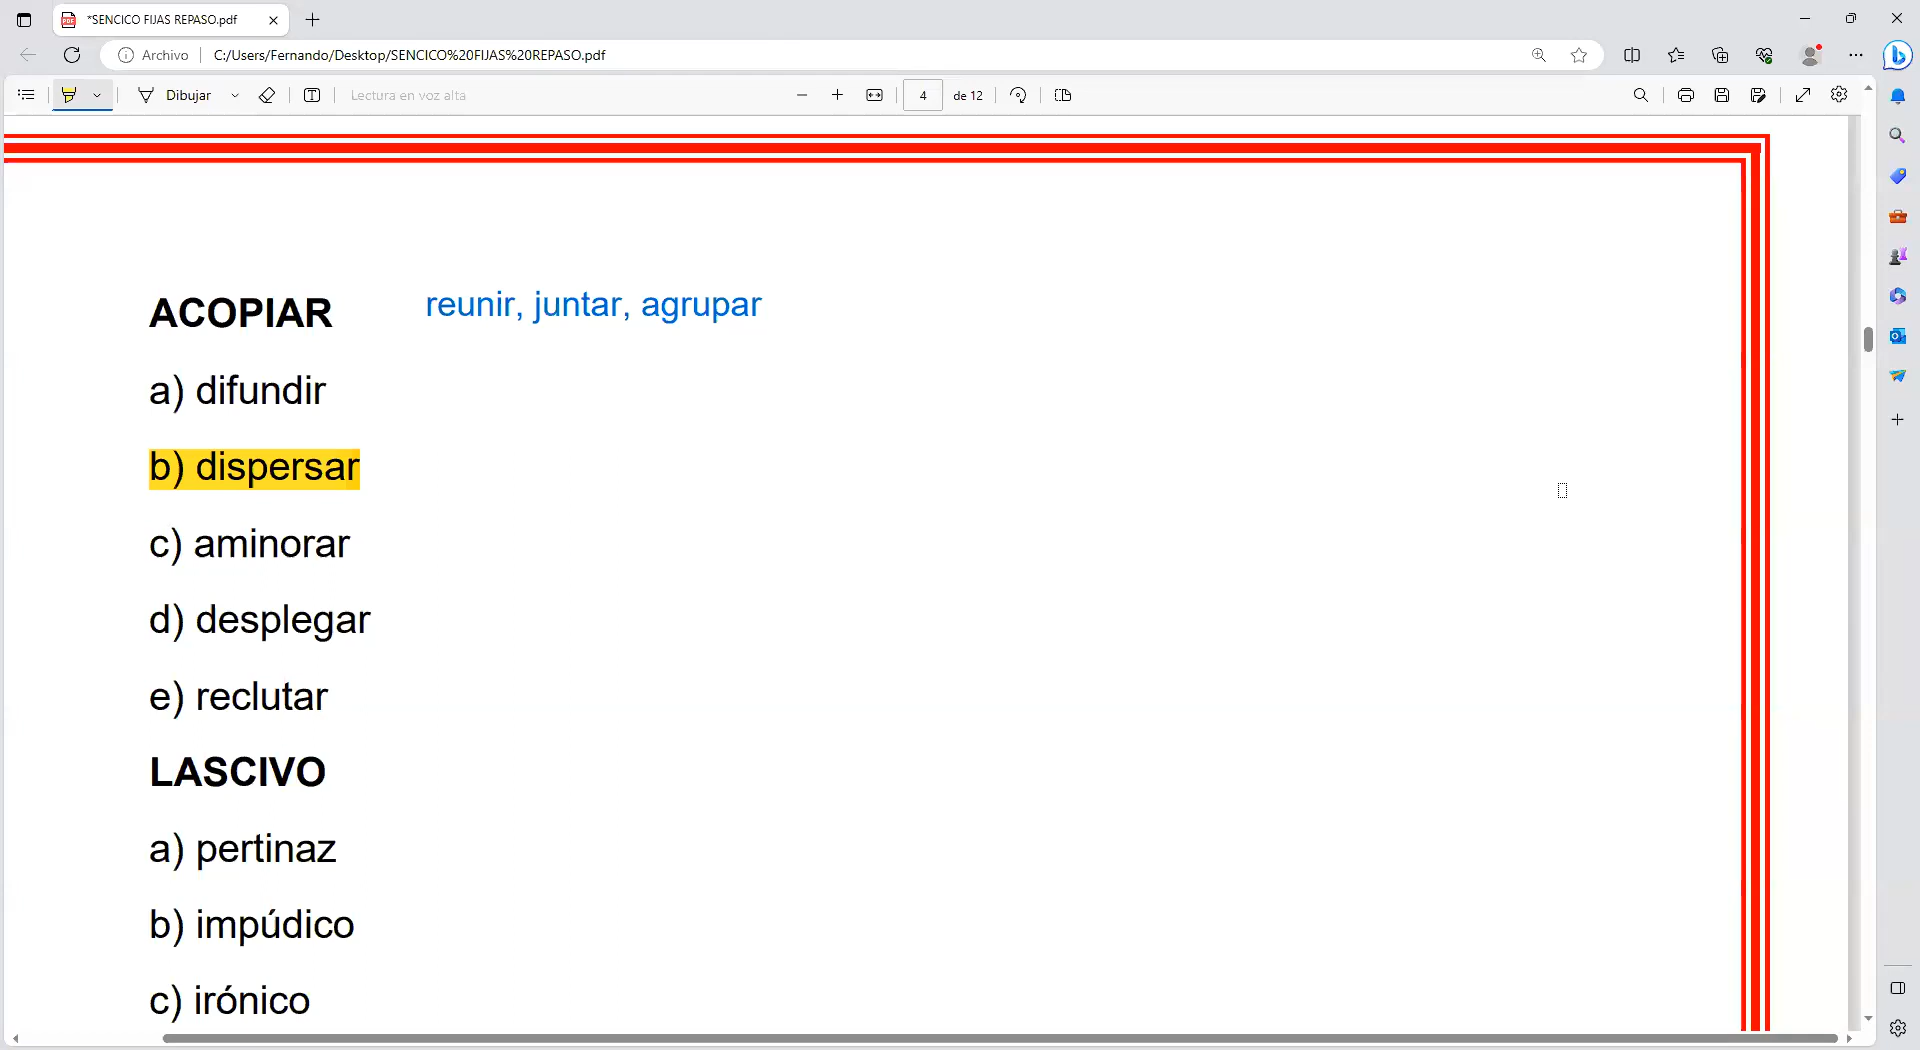 *SENCICO FIJAS REPASO.pdf
Archivo C:/Users/Fernando/Desktop/SENCICO%20FIJAS%20REPASO.pdf
Dibujar Lectura en voz alta 4 de 12
ACOPIAR reunir, juntar, agrupar
a) difundir
b) dispersar
c) aminorar
d) desplegar
e) reclutar
LASCIVO
a) pertinaz
b) impúdico
c) irónico